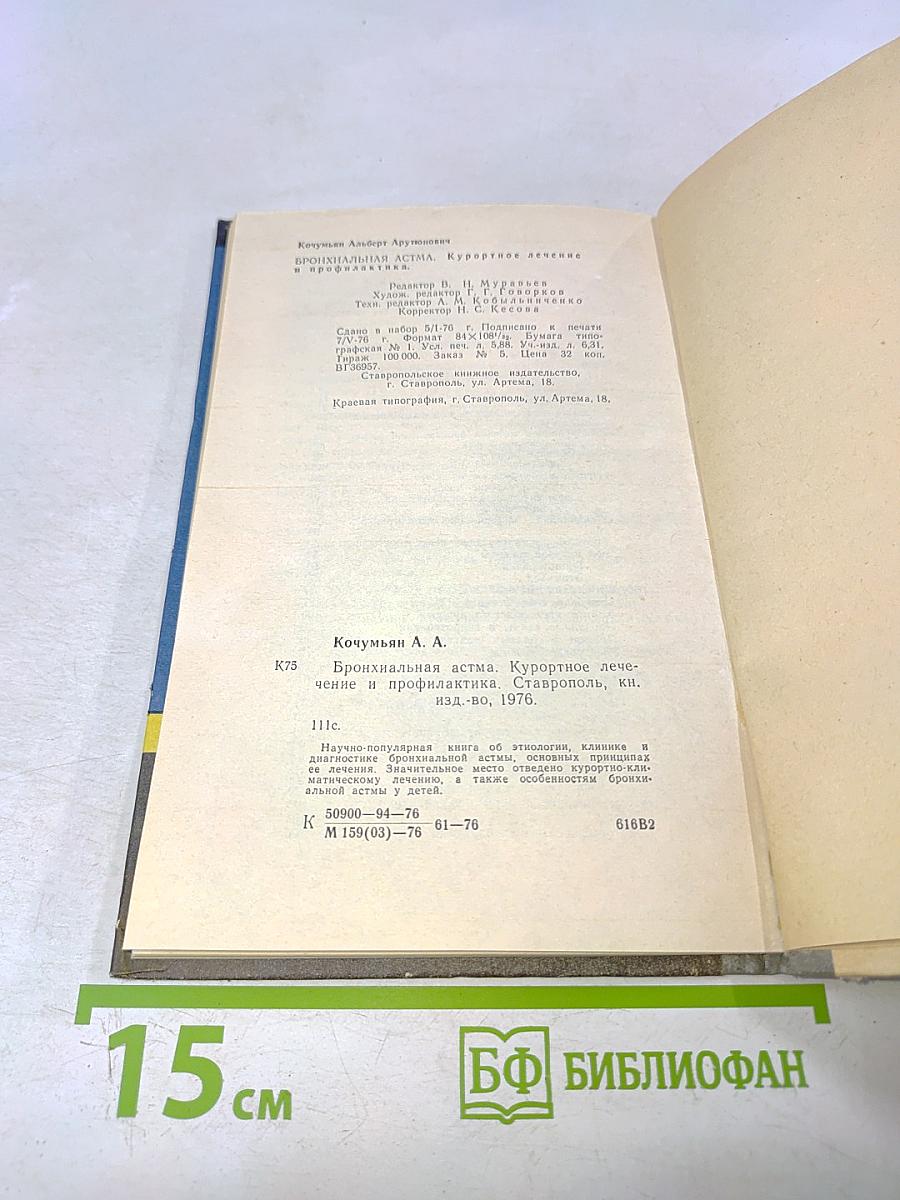 Кочумьян Альберт Арутюнович
БРОНХИАЛЬНАЯ АСТМА. Курортное лечение
и профилактика.
Редактор В. Н. Муравьев
Худож. редактор Г. Г. Говорков
Техн. редактор А. М. Кобыльниченко
Корректор Н. С. Кесова
Сдано в набор 5/I-76 г. Подписано к печати
7/V-76 г. Формат 84×108¹/₃₂. Бумага типо-
графская № 1. Усл. печ. л. 5,88. Уч.-изд. л. 6,31.
Тираж 100 000. Заказ № 5. Цена 32 коп.
ВГ36957.
Ставропольское книжное издательство,
г. Ставрополь, ул. Артема, 18.
Краевая типография, г. Ставрополь, ул. Артема, 18.
Кочумьян А. А.
К75 Бронхиальная астма. Курортное лече-
чение и профилактика. Ставрополь, кн.
изд.-во, 1976.
111с.
Научно-популярная книга об этиологии, клинике и
диагностике бронхиальной астмы, основных принципах
ее лечения. Значительное место отведено курортно-кли-
матическому лечению, а также особенностям бронхи-
альной астмы у детей.
К 50900—94—76
М 159(03)—76 61—76 616В2
15 см
БФ БИБЛИОФАН